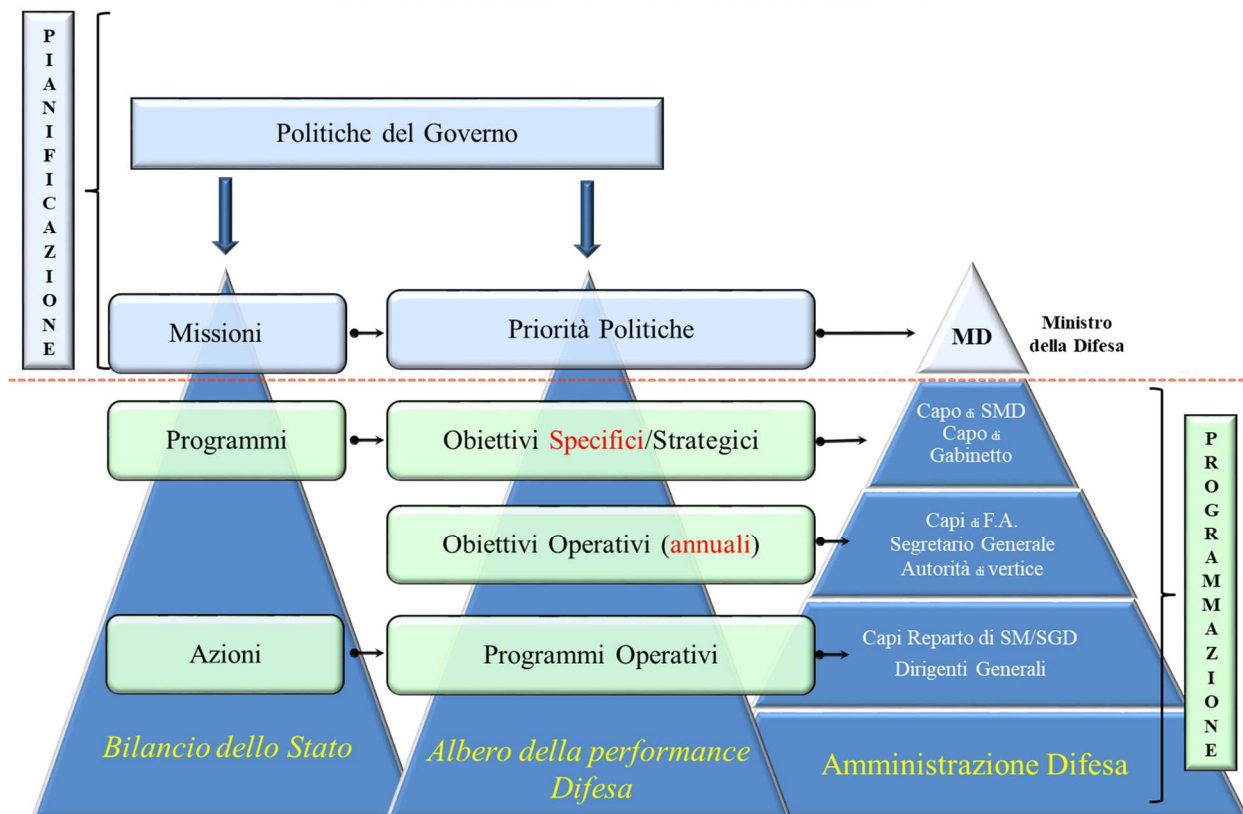 PIANIFICAZIONE
Politiche del Governo
Missioni
Priorità Politiche
MD
Ministro
della Difesa
Programmi
Obiettivi Specifici/Strategici
Capo di SMD
Capo di
Gabinetto
Obiettivi Operativi (annuali)
Capi di F.A.
Segretario Generale
Autorità di vertice
Azioni
Programmi Operativi
Capi Reparto di SM/SGD
Dirigenti Generali
PROGRAMMAZIONE
Bilancio dello Stato
Albero della performance
Difesa
Amministrazione Difesa